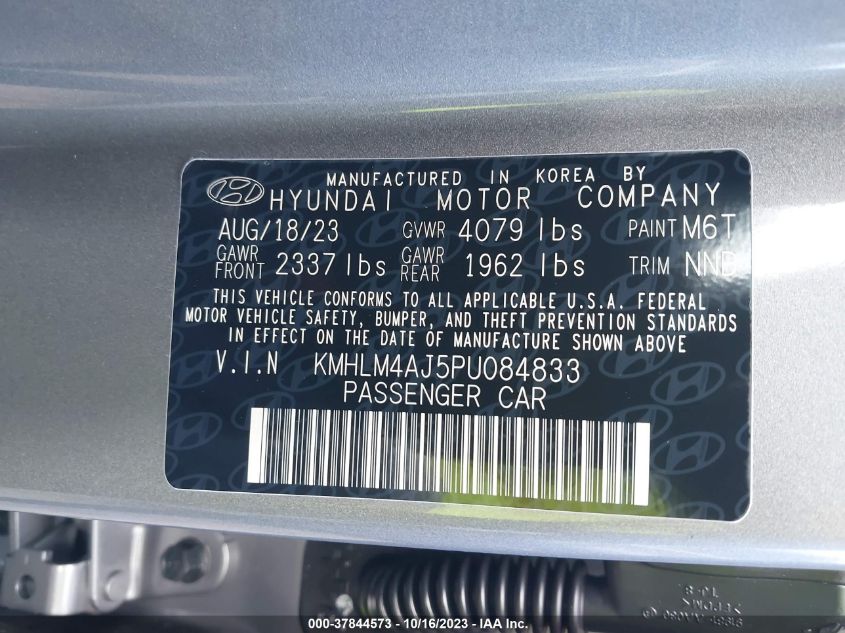 MANUFACTURED IN KOREA BY
HYUNDAI MOTOR COMPANY
AUG/18/23 GVWR 4079 lbs PAINT M6T
GAWR FRONT 2337 lbs GAWR REAR 1962 lbs TRIM NNB
THIS VEHICLE CONFORMS TO ALL APPLICABLE U.S.A. FEDERAL
MOTOR VEHICLE SAFETY, BUMPER, AND THEFT PREVENTION STANDARDS
IN EFFECT ON THE DATE OF MANUFACTURE SHOWN ABOVE
V.I.N KMHLM4AJ5PU084833
PASSENGER CAR
000-37844573 - 10/16/2023 - IAA Inc.